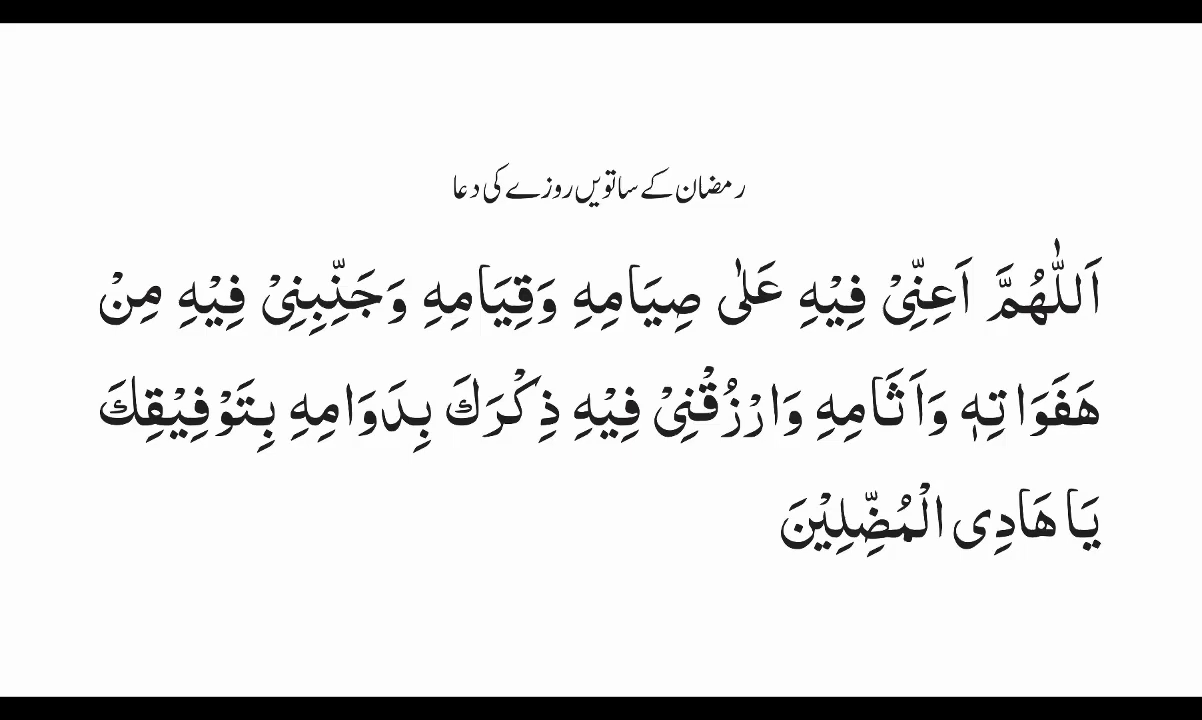 رمضان کے ساتویں روزے کی دعا
اَللّٰهُمَّ اَعِنِّیْ فِیْهِ عَلٰی صِیَامِهِ وَقِیَامِهِ وَجَنِّبِنِیْ فِیْهِ مِنْ
هَفَوَاتِهٖ وَاَثَامِهِ وَارْزُقْنِیْ فِیْهِ ذِكْرَكَ بِدَوَامِهِ بِتَوْفِیْقِكَ
یَا هَادِی الْمُضِّلِیْنَ